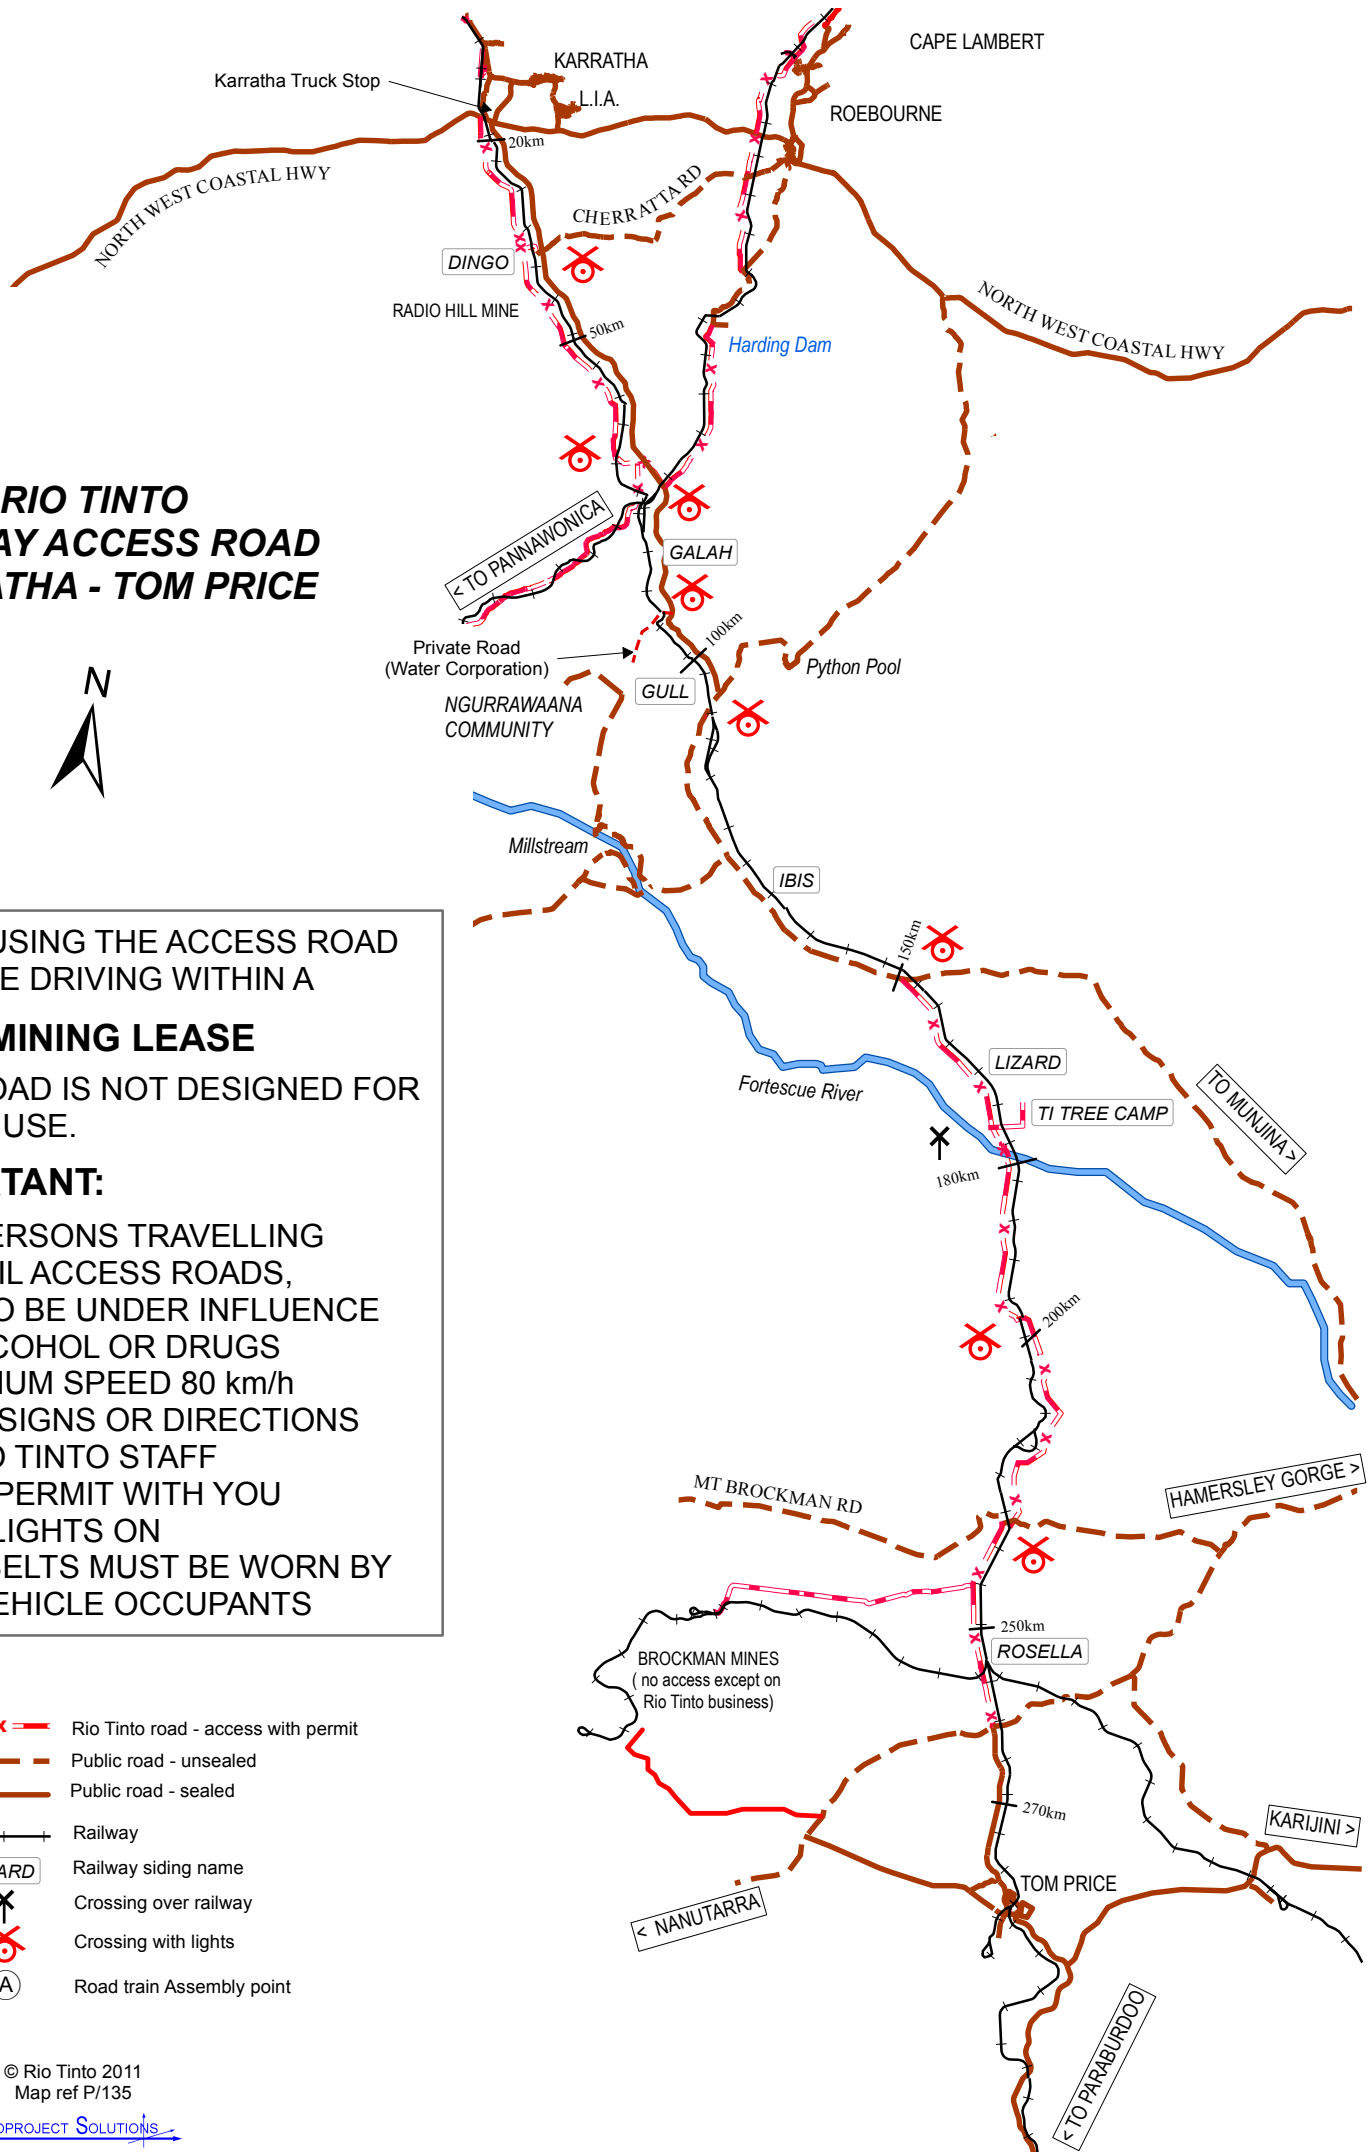 KARRATHA
CAPE LAMBERT
Karratha Truck Stop
L.I.A.
ROEBOURNE
20km
NORTH WEST COASTAL HWY
CHERRATTA RD
DINGO
RADIO HILL MINE
50km
NORTH WEST COASTAL HWY
Harding Dam
RIO TINTO
AY ACCESS ROAD
ATHA - TOM PRICE
< TO PANNAWONICA
GALAH
N
Private Road
(Water Corporation)
100km
Python Pool
GULL
NGURRAWAANA
COMMUNITY
Millstream
IBIS
150km
USING THE ACCESS ROAD
E DRIVING WITHIN A
MINING LEASE
OAD IS NOT DESIGNED FOR
USE.
TANT:
ERSONS TRAVELLING
IL ACCESS ROADS,
O BE UNDER INFLUENCE
COHOL OR DRUGS
UM SPEED 80 km/h
SIGNS OR DIRECTIONS
O TINTO STAFF
PERMIT WITH YOU
LIGHTS ON
BELTS MUST BE WORN BY
EHICLE OCCUPANTS
LIZARD
Fortescue River
TI TREE CAMP
TO MUNJINA >
180km
200km
MT BROCKMAN RD
HAMERSLEY GORGE >
250km
ROSELLA
BROCKMAN MINES
( no access except on
Rio Tinto business)
270km
KARIJINI >
TOM PRICE
< NANUTARRA
< TO PARABURDOO
Rio Tinto road - access with permit
Public road - unsealed
Public road - sealed
Railway
ARD
Railway siding name
Crossing over railway
Crossing with lights
A
Road train Assembly point
© Rio Tinto 2011
Map ref P/135
OPROJECT SOLUTIONS